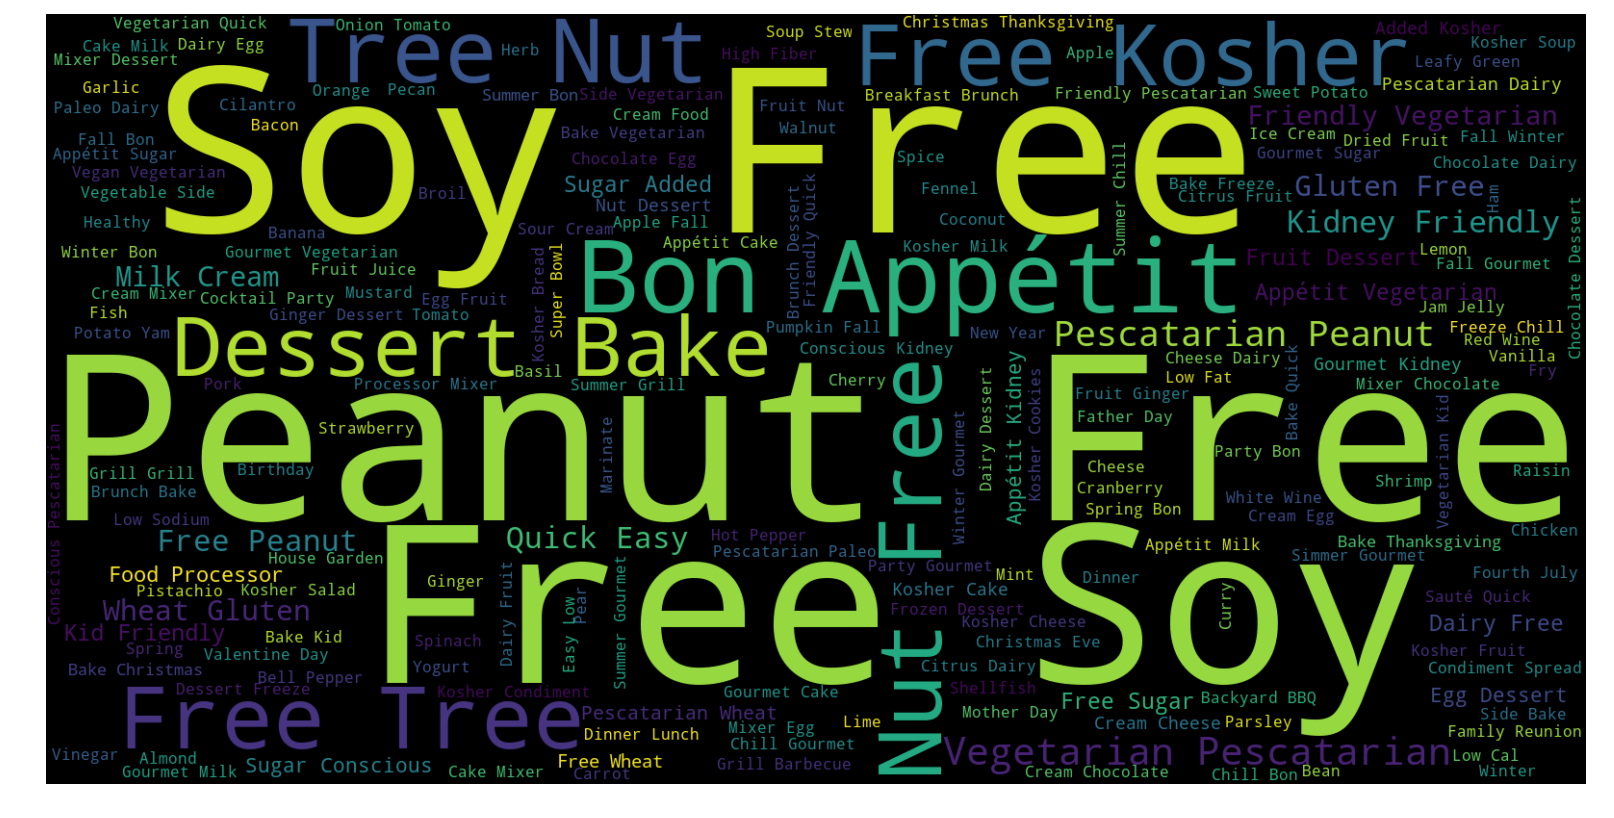 Vegetarian Quick
Onion Tomato
Tree Nut
Soup Stew
Christmas Thanksgiving
Free Kosher
Added Kosher
Cake Milk
Dairy Egg
Herb
High Fiber
Apple
Kosher Soup
Mixer Dessert
Leafy Green
Garlic
Orange
Pecan
Summer Bon
Side Vegetarian
Breakfast Brunch
Friendly Pescatarian
Sweet Potato
Pescatarian Dairy
Paleo Dairy
Cilantro
Soy Free
Cream Food
Fruit Nut
Friendly Vegetarian
Bacon
Bake Vegetarian
Walnut
Ice Cream
Dried Fruit
Fall Winter
Fall Bon
Appétit Sugar
Chocolate Egg
Spice
Gourmet Sugar
Chocolate Dairy
Vegan Vegetarian
Sugar Added
Bake Freeze
Gluten Free
Vegetable Side
Broil
Nut Dessert
Fennel
Citrus Fruit
Ham
Healthy
Banana
Sour Cream
Apple Fall
Coconut
Summer Chill
Kidney Friendly
Winter Bon
Gourmet Vegetarian
Appétit Cake
Brunch Dessert
Friendly Quick
Kosher Milk
Lemon
Chocolate Dessert
Milk Cream
Fruit Juice
Super Bowl
Kosher Bread
Bon Appétit
Fruit Dessert
Fall Gourmet
Cream Mixer
Cocktail Party
Mustard
Egg Fruit
Appétit Vegetarian
Fish
Ginger Dessert
Tomato
Jam Jelly
Potato Yam
Dessert Bake
Pumpkin Fall
New Year
Pescatarian Peanut
Freeze Chill
Red Wine
Conscious Kidney
Cheese Dairy
Gourmet Kidney
Vanilla
Basil
Low Fat
Fry
Pork
Processor Mixer
Summer Grill
Cherry
Mixer Chocolate
Peanut Free
Fruit Ginger
Bake Quick
Strawberry
Marinate
Nut Free
Winter Gourmet
Dairy Dessert
Appétit Kidney
Kosher Cookies
Father Day
Vegetarian Kid
Conscious Pescatarian
Party Bon
Grill Grill
Birthday
Cheese
Raisin
Brunch Bake
Cranberry
Shrimp
White Wine
Spring Bon
Low Sodium
Cream Egg
Chicken
Free Peanut
Quick Easy
Hot Pepper
Appétit Milk
Bake Thanksgiving
House Garden
Pescatarian Paleo
Simmer Gourmet
Food Processor
Free Soy
Party Gourmet
Mint
Dinner
Fourth July
Pistachio
Kosher Salad
Ginger
Dairy Fruit
Easy Low
Pear
Summer Gourmet
Kosher Cake
Curry
Wheat Gluten
Frozen Dessert
Sauté Quick
Kid Friendly
Bake Kid
Spinach
Kosher Cheese
Dairy Free
Spring
Valentine Day
Christmas Eve
Kosher Fruit
Bake Christmas
Yogurt
Citrus Dairy
Condiment Spread
Bell Pepper
Dessert Freeze
Kosher Condiment
Gourmet Cake
Shellfish
Free Sugar
Backyard BBQ
Egg Dessert
Free Tree
Pescatarian Wheat
Mother Day
Side Bake
Mixer Egg
Lime
Cream Cheese
Parsley
Dinner Lunch
Family Reunion
Chill Gourmet
Vinegar
Almond
Free Wheat
Vegetarian Pescatarian
Low Cal
Gourmet Milk
Sugar Conscious
Cake Mixer
Carrot
Grill Barbecue
Cream Chocolate
Chill Bon
Bean
Winter